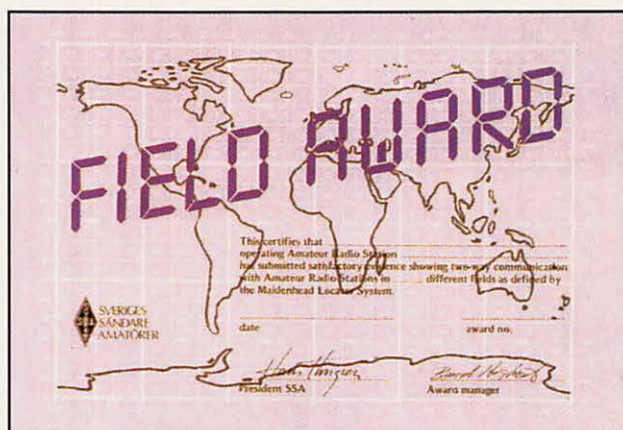 FIELD AWARD
This certifies that
operating Amateur Radio Station
has submitted satisfactory evidence showing two-way communication
with Amateur Radio Stations in different fields as defined by
the Maidenhead Locator System.
SVERIGES
SÄNDARE
AMATÖRER
date award no.
President SSA Award manager